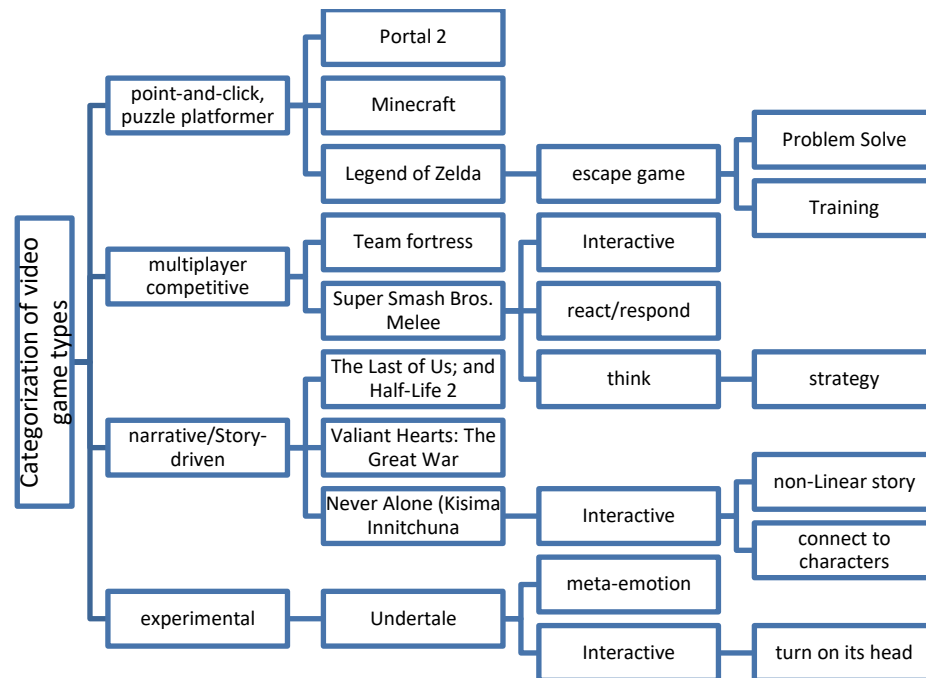 Categorization of video
game types
point-and-click,
puzzle platformer
Portal 2
Minecraft
Legend of Zelda
escape game
Problem Solve
Training
multiplayer
competitive
Team fortress
Super Smash Bros.
Melee
Interactive
react/respond
think
strategy
narrative/Story-
driven
The Last of Us; and
Half-Life 2
Valiant Hearts: The
Great War
Never Alone (Kisima
Innitchuna
Interactive
non-Linear story
connect to
characters
experimental
Undertale
meta-emotion
Interactive
turn on its head